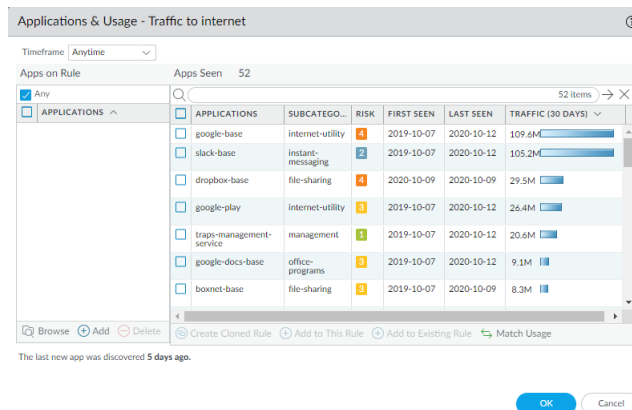 Applications & Usage - Traffic to internet
Timeframe Anytime
Apps on Rule
Apps Seen 52
Any
52 items
APPLICATIONS
APPLICATIONS SUBCATEGO... RISK FIRST SEEN LAST SEEN TRAFFIC (30 DAYS)
google-base internet-utility 4 2019-10-07 2020-10-12 109.6M
slack-base instant-messaging 2 2019-10-07 2020-10-12 105.2M
dropbox-base file-sharing 4 2020-10-09 2020-10-09 29.5M
google-play internet-utility 3 2019-10-07 2020-10-12 26.4M
traps-management-service management 1 2019-10-07 2020-10-12 20.6M
google-docs-base office-programs 3 2019-10-07 2020-10-12 9.1M
boxnet-base file-sharing 3 2019-10-07 2020-10-09 8.3M
Browse Add Delete
Create Cloned Rule Add to This Rule Add to Existing Rule Match Usage
The last new app was discovered 5 days ago.
OK Cancel